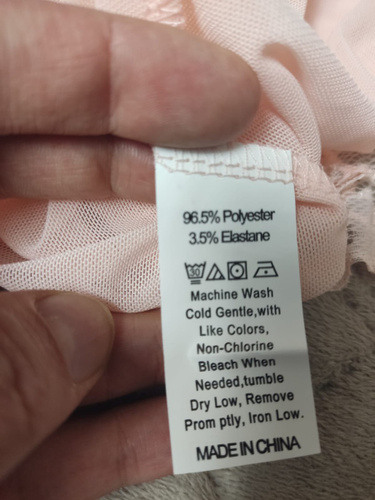 96.5% Polyester
3.5% Elastane
30
Machine Wash
Cold Gentle,with
Like Colors,
Non-Chlorine
Bleach When
Needed,tumble
Dry Low, Remove
Prom ptly, Iron Low.
MADE IN CHINA